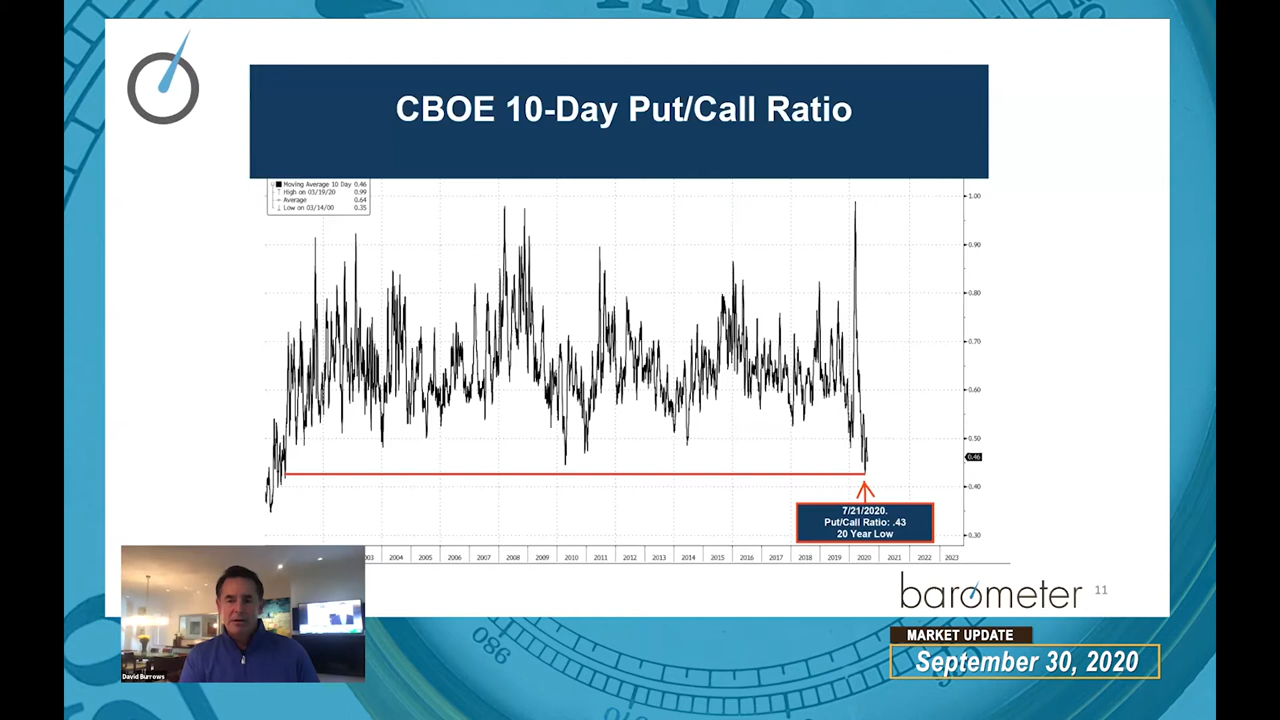 CBOE 10-Day Put/Call Ratio
Moving Average 10 Day 0.46
High on 03/19/20 0.99
Average 0.64
Low on 03/14/00 0.35
1.00
0.90
0.80
0.70
0.60
0.50
0.46
0.40
0.30
7/21/2020.
Put/Call Ratio: .43
20 Year Low
003 2004 2005 2006 2007 2008 2009 2010 2011 2012 2013 2014 2015 2016 2017 2018 2019 2020 2021 2022 2023
barometer 11
MARKET UPDATE
September 30, 2020
David Burrows
086